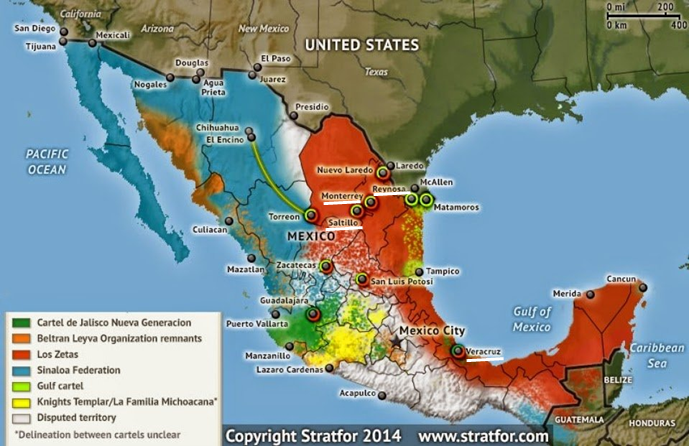 California
San Diego
Tijuana
Mexicali
Arizona
New Mexico
0 mi 200
0 km 400
UNITED STATES
Texas
Nogales
Douglas
Agua
Prieta
El Paso
Juarez
Presidio
Chihuahua
El Encino
PACIFIC
OCEAN
Nuevo Laredo
Laredo
Monterrey
Reynosa
McAllen
Matamoros
Torreon
Saltillo
MEXICO
Culiacan
Mazatlan
Zacatecas
San Luis Potosi
Tampico
Guadalajara
Puerto Vallarta
Manzanillo
Lazaro Cardenas
Mexico City
Acapulco
Veracruz
Gulf of
Mexico
Merida
Cancun
Caribbean
Sea
BELIZE
GUATEMALA
HONDURAS
Cartel de Jalisco Nueva Generacion
Beltran Leyva Organization remnants
Los Zetas
Sinaloa Federation
Gulf cartel
Knights Templar/La Familia Michoacana*
Disputed territory
*Delineation between cartels unclear
Copyright Stratfor 2014 www.stratfor.com